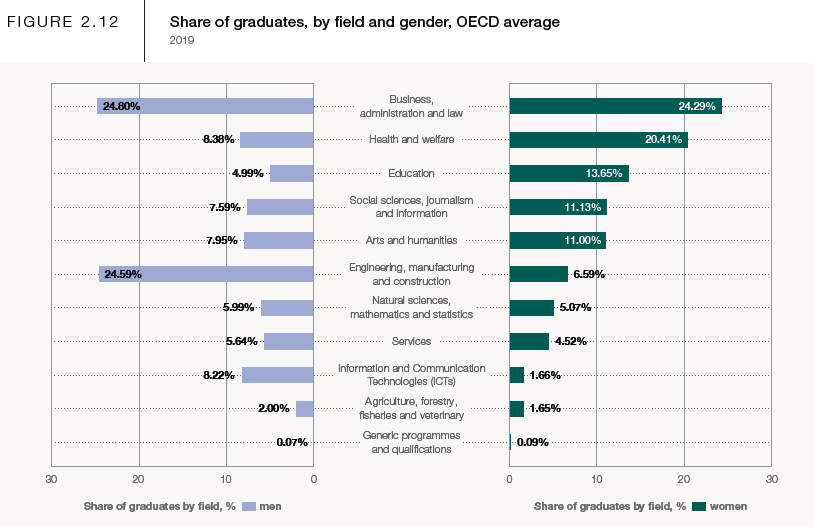 FIGURE 2.12
Share of graduates, by field and gender, OECD average
2019
24.80%
Business,
administration and law
24.29%
8.38%
Health and welfare
20.41%
4.99%
Education
13.65%
7.59%
Social sciences, journalism
and information
11.13%
7.95%
Arts and humanities
11.00%
24.59%
Engineering, manufacturing
and construction
6.59%
5.99%
Natural sciences,
mathematics and statistics
5.07%
5.64%
Services
4.52%
8.22%
Information and Communication
Technologies (ICTs)
1.66%
2.00%
Agriculture, forestry,
fisheries and veterinary
1.65%
0.07%
Generic programmes
and qualifications
0.09%
30 20 10 0
0 10 20 30
Share of graduates by field, % men
Share of graduates by field, % women